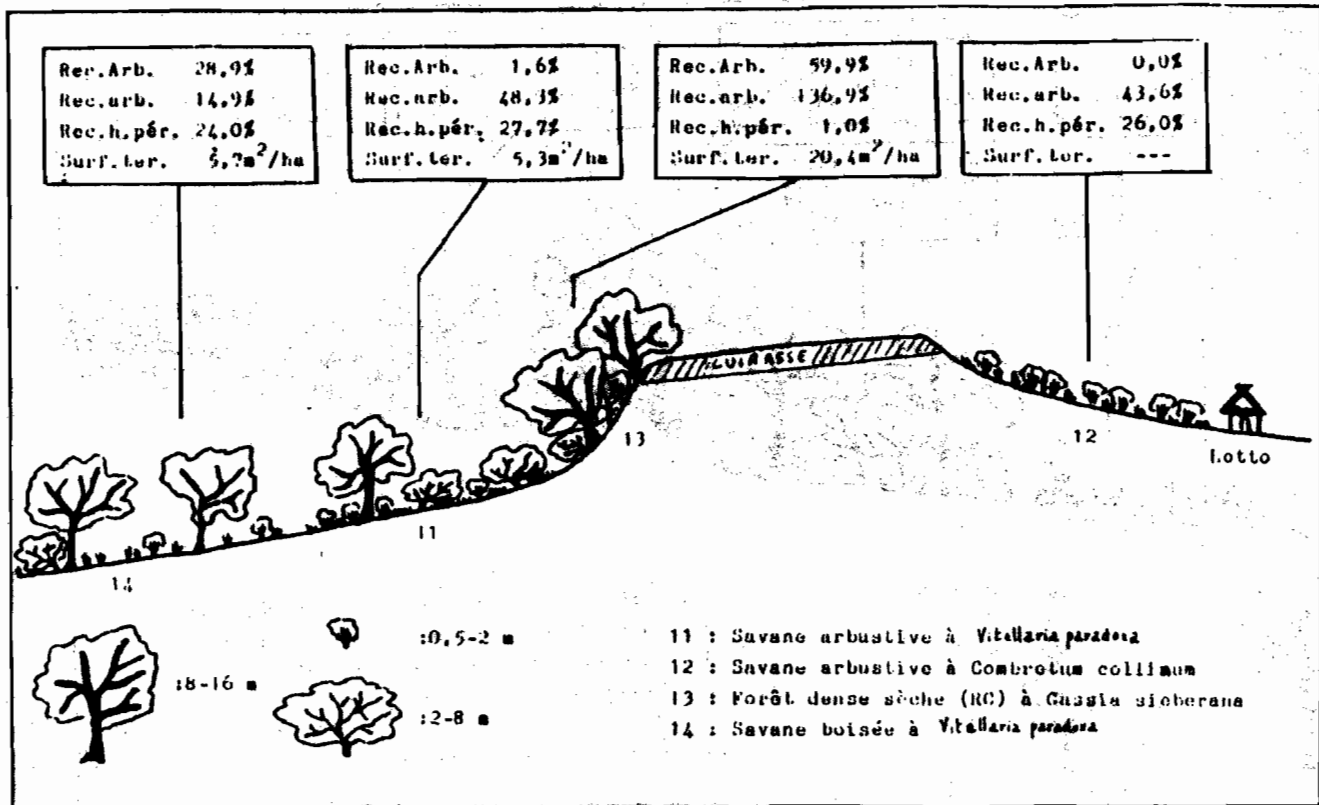 Rec.Arb. 28,9%
Rec.arb. 14,9%
Rec.h.pér. 24,0%
Surf.ter. 5,7m²/ha
Rec.Arb. 1,6%
Rec.arb. 48,3%
Rec.h.pér. 27,7%
Surf.ter. 5,3m²/ha
Rec.Arb. 59,9%
Rec.arb. 136,9%
Rec.h.pér. 1,0%
Surf.ter. 20,4m²/ha
Rec.Arb. 0,0%
Rec.arb. 43,6%
Rec.h.pér. 26,0%
Surf.ter. ---
CUIRASSE
13
12
Lotto
11
14
:8-16 m
:0,5-2 m
:2-8 m
11 : Savane arbustive à Vitellaria paradoxa
12 : Savane arbustive à Combretum collinum
13 : Forêt dense sèche (RC) à Cassia sieberana
14 : Savane boisée à Vitellaria paradoxa